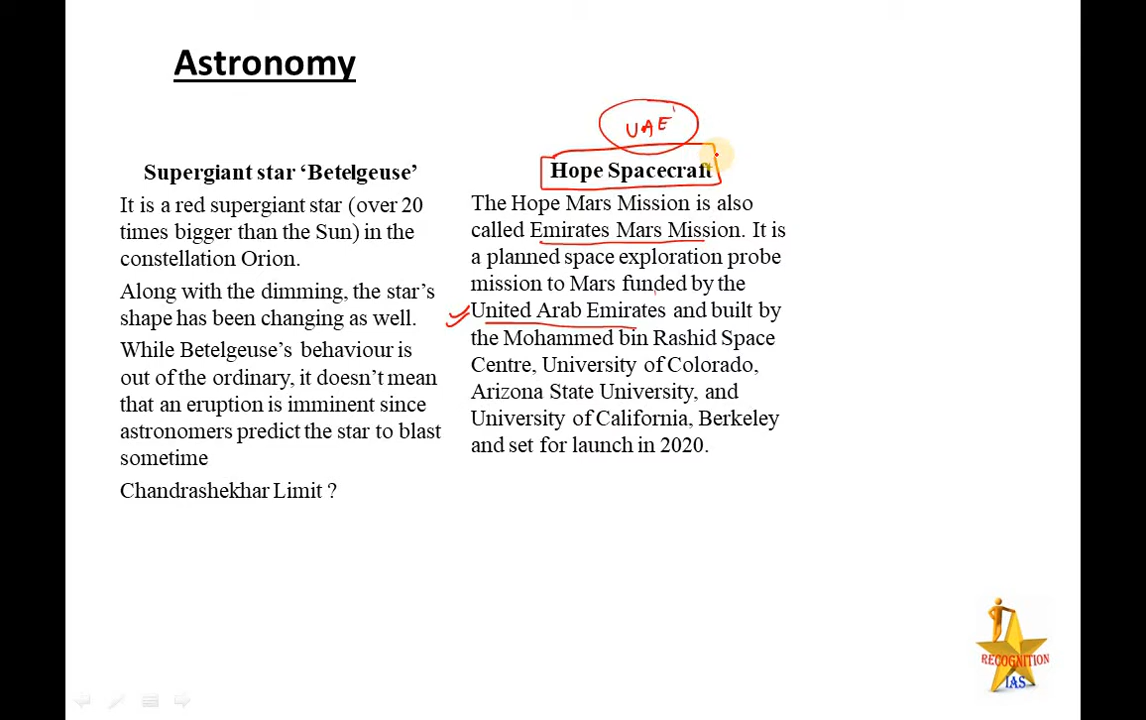 Astronomy
Supergiant star ‘Betelgeuse’
It is a red supergiant star (over 20
times bigger than the Sun) in the
constellation Orion.
Along with the dimming, the star’s
shape has been changing as well.
While Betelgeuse’s behaviour is
out of the ordinary, it doesn’t mean
that an eruption is imminent since
astronomers predict the star to blast
sometime
Chandrashekhar Limit ?
UAE
Hope Spacecraft
The Hope Mars Mission is also
called Emirates Mars Mission. It is
a planned space exploration probe
mission to Mars funded by the
United Arab Emirates and built by
the Mohammed bin Rashid Space
Centre, University of Colorado,
Arizona State University, and
University of California, Berkeley
and set for launch in 2020.
RECOGNITION
IAS